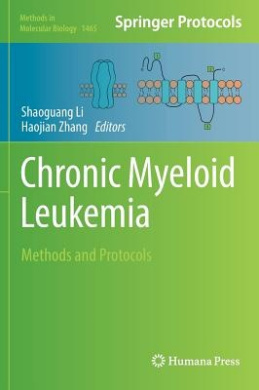 Methods in
Molecular Biology 1465
Springer Protocols
Shaoguang Li
Haojian Zhang Editors
Chronic Myeloid
Leukemia
Methods and Protocols
Humana Press